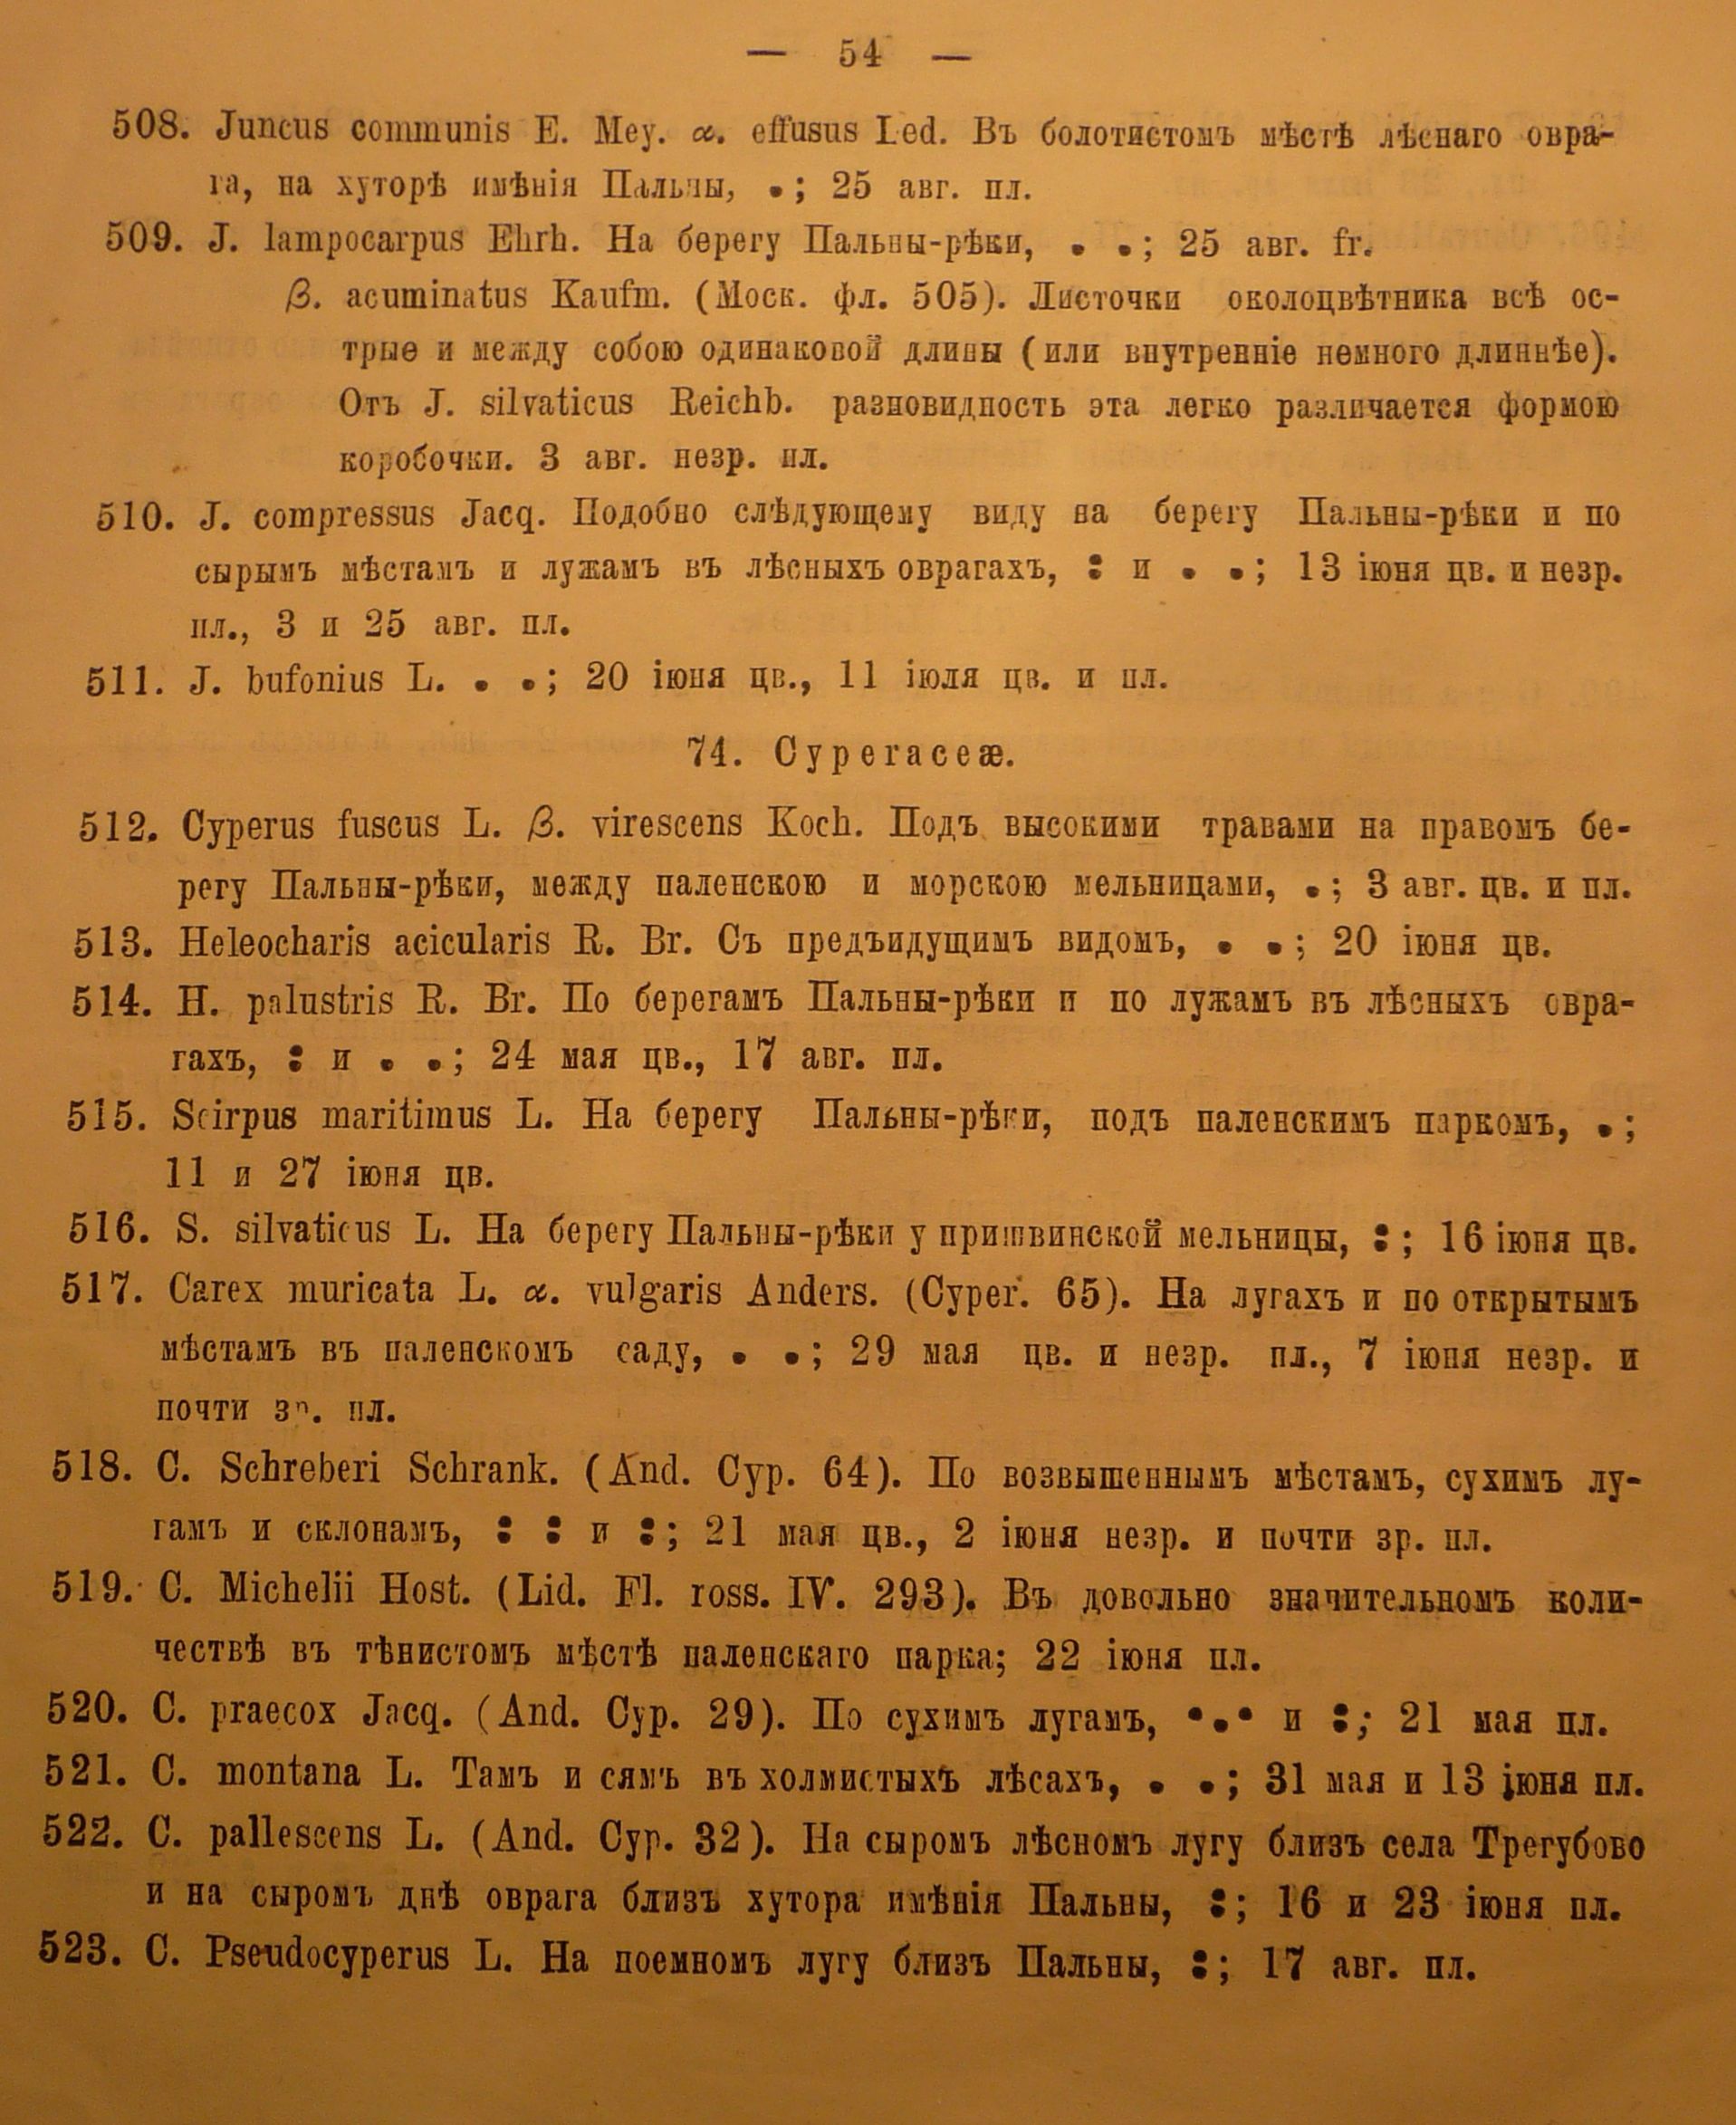 — 54 —
508. Juncus communis E. Mey. α. effusus Led. Въ болотистомъ мѣстѣ лѣснаго овра-
га, на хуторѣ имѣнія Пальны, •; 25 авг. пл.
509. J. lampocarpus Ehrh. На берегу Пальны-рѣки, • •; 25 авг. fr.
β. acuminatus Kaufm. (Моск. фл. 505). Листочки околоцвѣтника всѣ ос-
трые и между собою одинаковой длины (или внутренніе немного длиннѣе).
Отъ J. silvaticus Reichb. разновидность эта легко различается формою
коробочки. 3 авг. незр. пл.
510. J. compressus Jacq. Подобно слѣдующему виду на берегу Пальны-рѣки и по
сырымъ мѣстамъ и лужамъ въ лѣсныхъ оврагахъ, : и • •; 13 іюня цв. и незр.
пл., 3 и 25 авг. пл.
511. J. bufonius L. • •; 20 іюня цв., 11 іюля цв. и пл.
74. Cyperaceæ.
512. Cyperus fuscus L. β. virescens Koch. Подъ высокими травами на правомъ бе-
регу Пальны-рѣки, между паленскою и морскою мельницами, •; 3 авг. цв. и пл.
513. Heleocharis acicularis R. Br. Съ предъидущимъ видомъ, • •; 20 іюня цв.
514. H. palustris R. Br. По берегамъ Пальны-рѣки и по лужамъ въ лѣсныхъ овра-
гахъ, : и • •; 24 мая цв., 17 авг. пл.
515. Scirpus maritimus L. На берегу Пальны-рѣки, подъ паленскимъ паркомъ, •;
11 и 27 іюня цв.
516. S. silvaticus L. На берегу Пальны-рѣки у пришвинской мельницы, :; 16 іюня цв.
517. Carex muricata L. α. vulgaris Anders. (Cyper. 65). На лугахъ и по открытымъ
мѣстамъ въ паленскомъ саду, • •; 29 мая цв. и незр. пл., 7 іюня незр. и
почти зр. пл.
518. C. Schreberi Schrank. (And. Cyp. 64). По возвышеннымъ мѣстамъ, сухимъ лу-
гамъ и склонамъ, : : и :; 21 мая цв., 2 іюня незр. и почти зр. пл.
519. C. Michelii Host. (Lid. Fl. ross. IV. 293). Въ довольно значительномъ коли-
чествѣ въ тѣнистомъ мѣстѣ паленскаго парка; 22 іюня пл.
520. C. praecox Jacq. (And. Cyp. 29). По сухимъ лугамъ, •.• и :; 21 мая пл.
521. C. montana L. Тамъ и сямъ въ холмистыхъ лѣсахъ, • •; 31 мая и 13 іюня пл.
522. C. pallescens L. (And. Cyp. 32). На сыромъ лѣсномъ лугу близъ села Трегубово
и на сыромъ днѣ оврага близъ хутора имѣнія Пальны, :; 16 и 23 іюня пл.
523. C. Pseudocyperus L. На поемномъ лугу близъ Пальны, :; 17 авг. пл.